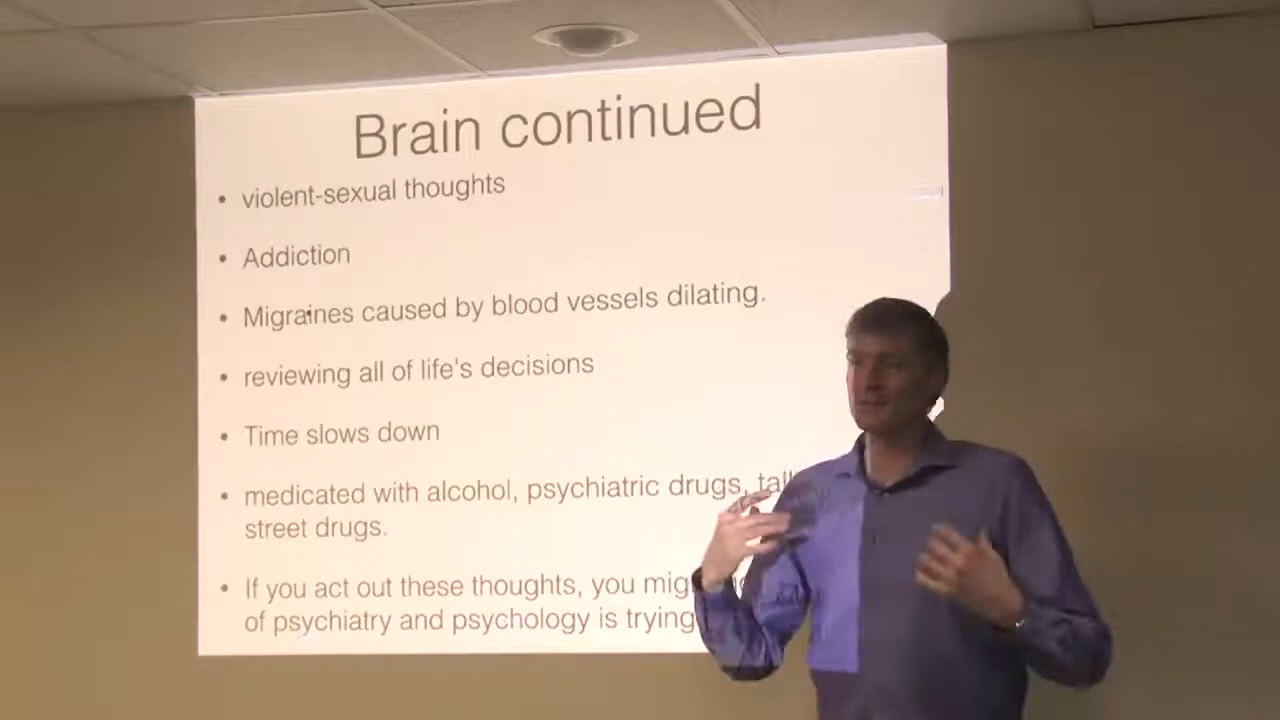 Brain continued
• violent-sexual thoughts
• Addiction
• Migraines caused by blood vessels dilating.
• reviewing all of life's decisions
• Time slows down
• medicated with alcohol, psychiatric drugs,
street drugs.
• If you act out these thoughts, you
of psychiatry and psychology is trying